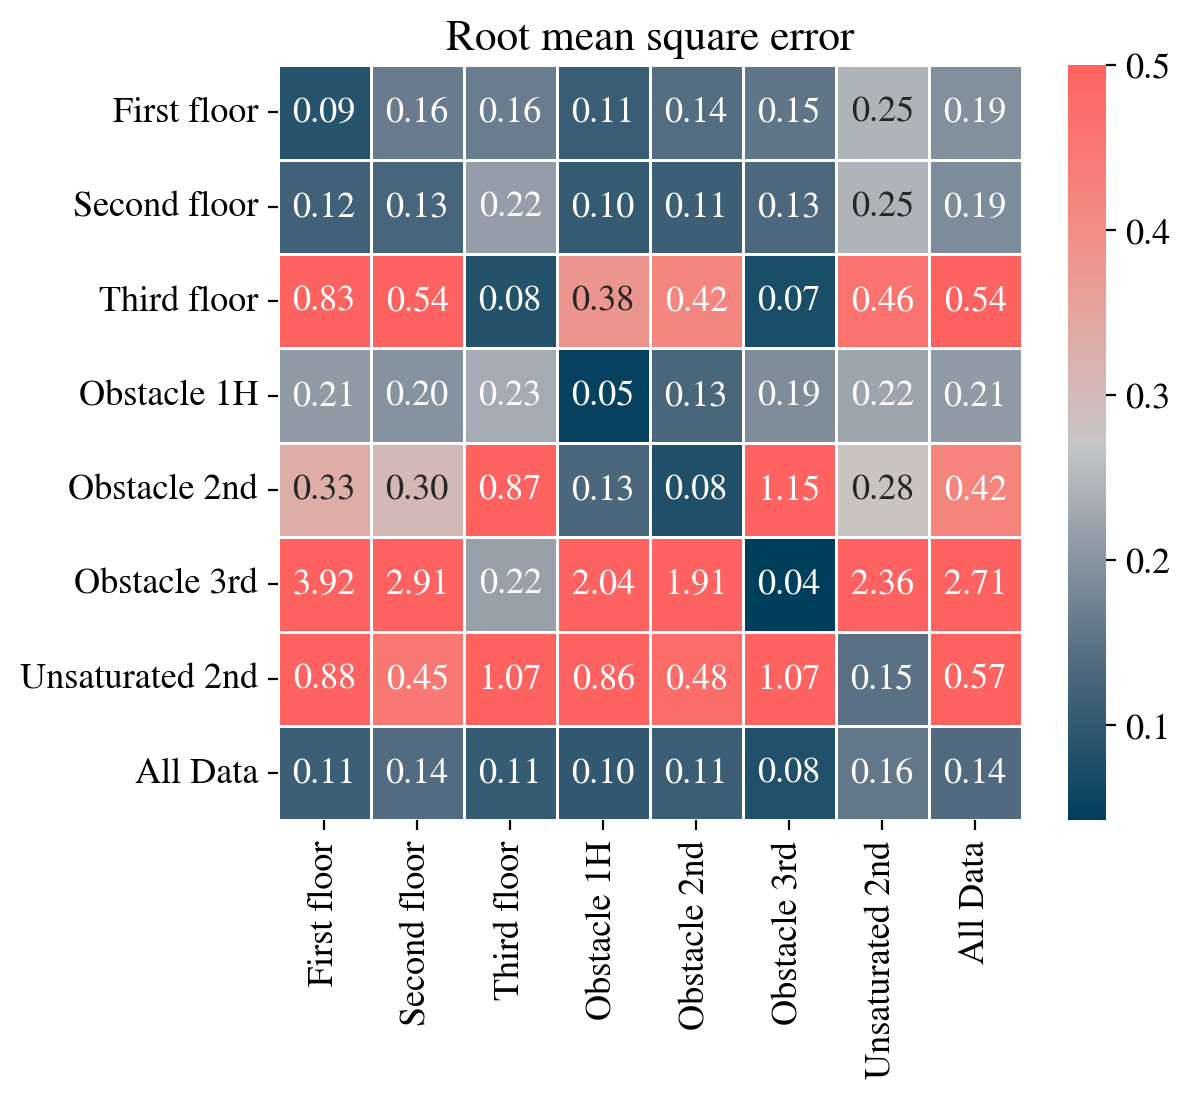 Root mean square error
First floor 0.09 0.16 0.16 0.11 0.14 0.15 0.25 0.19
Second floor 0.12 0.13 0.22 0.10 0.11 0.13 0.25 0.19
Third floor 0.83 0.54 0.08 0.38 0.42 0.07 0.46 0.54
Obstacle 1H 0.21 0.20 0.23 0.05 0.13 0.19 0.22 0.21
Obstacle 2nd 0.33 0.30 0.87 0.13 0.08 1.15 0.28 0.42
Obstacle 3rd 3.92 2.91 0.22 2.04 1.91 0.04 2.36 2.71
Unsaturated 2nd 0.88 0.45 1.07 0.86 0.48 1.07 0.15 0.57
All Data 0.11 0.14 0.11 0.10 0.11 0.08 0.16 0.14
First floor
Second floor
Third floor
Obstacle 1H
Obstacle 2nd
Obstacle 3rd
Unsaturated 2nd
All Data
0.5
0.4
0.3
0.2
0.1